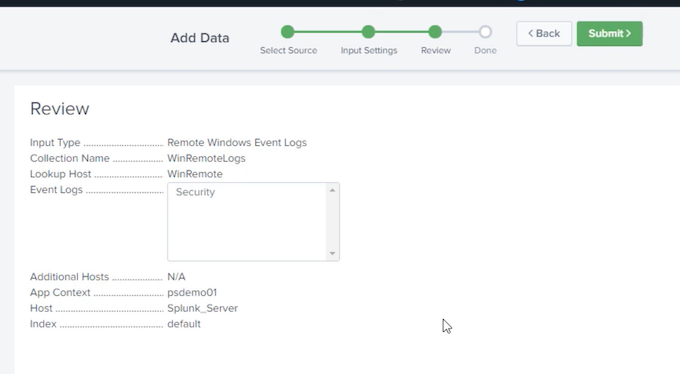 Add Data
Select Source
Input Settings
Review
Done
< Back
Submit >
Review
Input Type ............................ Remote Windows Event Logs
Collection Name .................. WinRemoteLogs
Lookup Host ........................ WinRemote
Event Logs ........................... Security
Additional Hosts .................. N/A
App Context ........................ psdemo01
Host ..................................... Splunk_Server
Index .................................... default